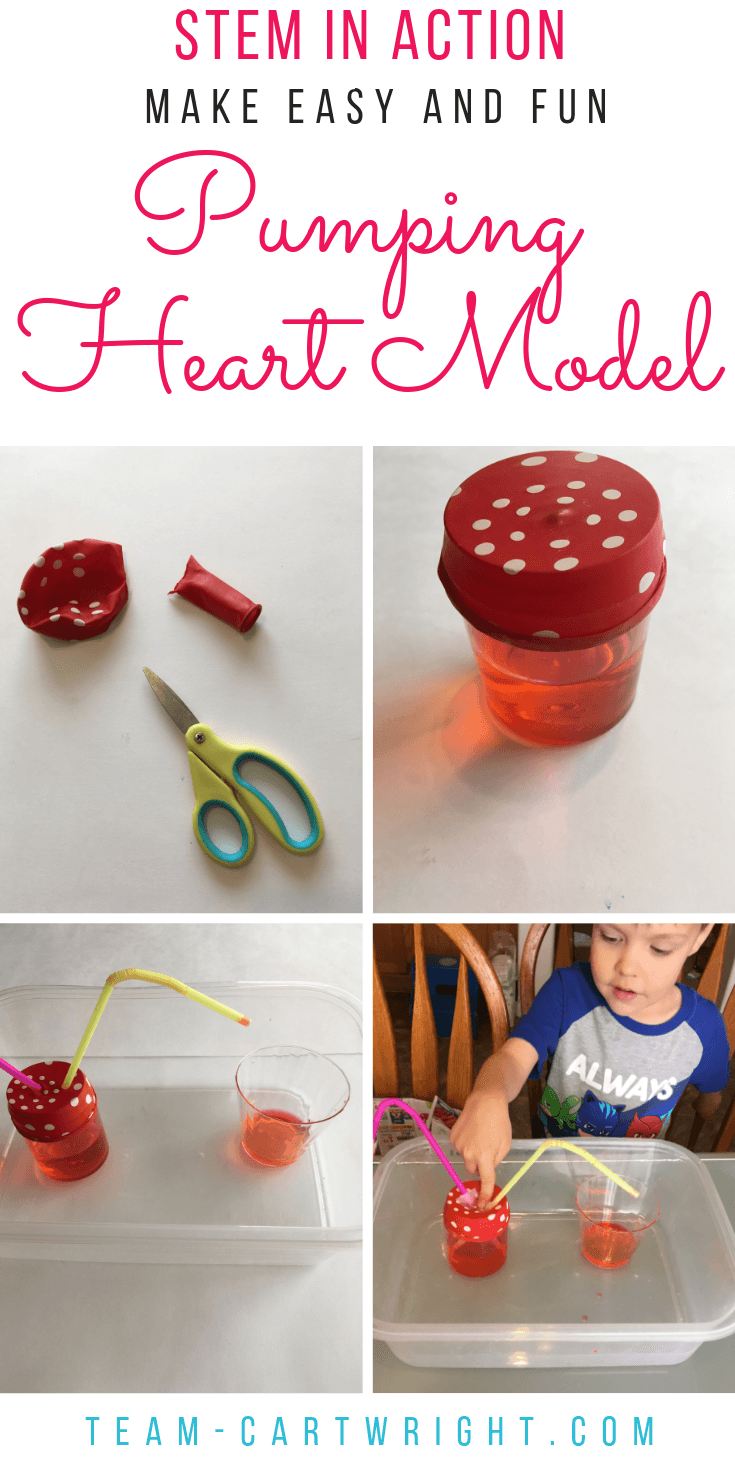 STEM IN ACTION
MAKE EASY AND FUN
Pumping
Heart Model
ALWAYS
TEAM-CARTWRIGHT.COM